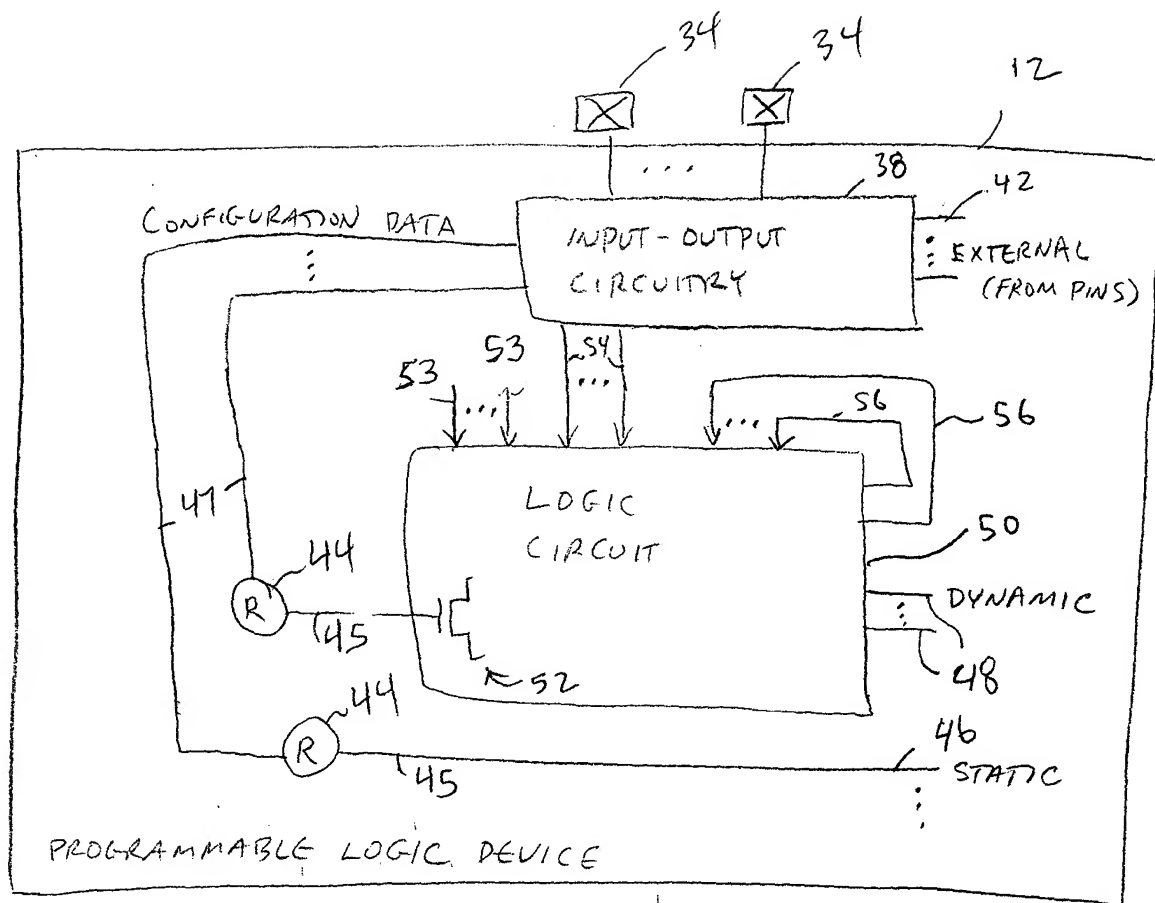 34
34
12
38
42
CONFIGURATION DATA
INPUT-OUTPUT
CIRCUITRY
EXTERNAL
(FROM PINS)
53
53
54
56
56
47
LOGIC
CIRCUIT
50
44
R
45
52
DYNAMIC
48
44
R
45
46
STATIC
PROGRAMMABLE LOGIC DEVICE